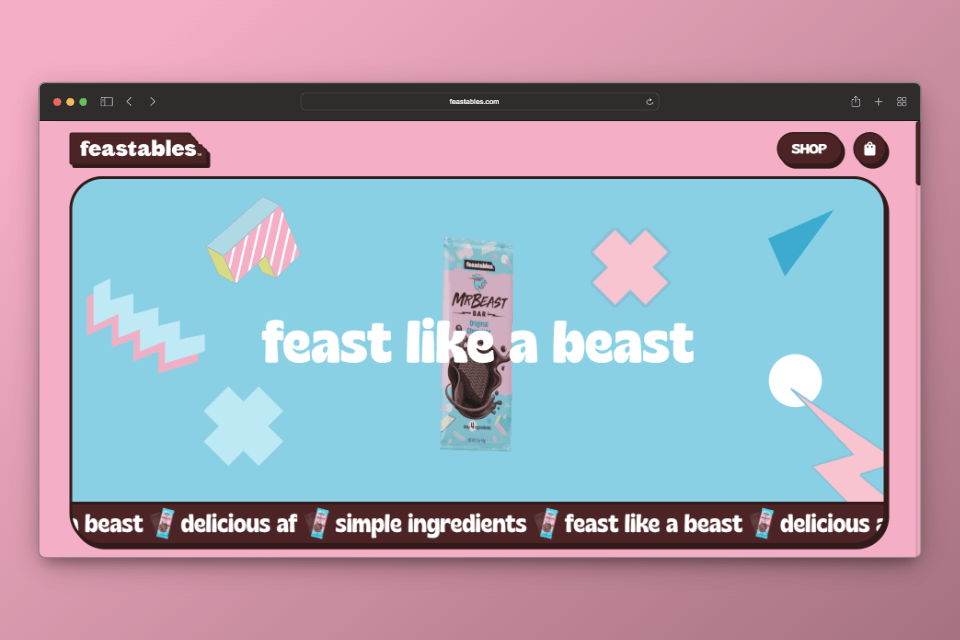 feastables.com
feastables
SHOP
feastables
MRBEAST
BAR
Original
feast like a beast
beast delicious af simple ingredients feast like a beast delicious